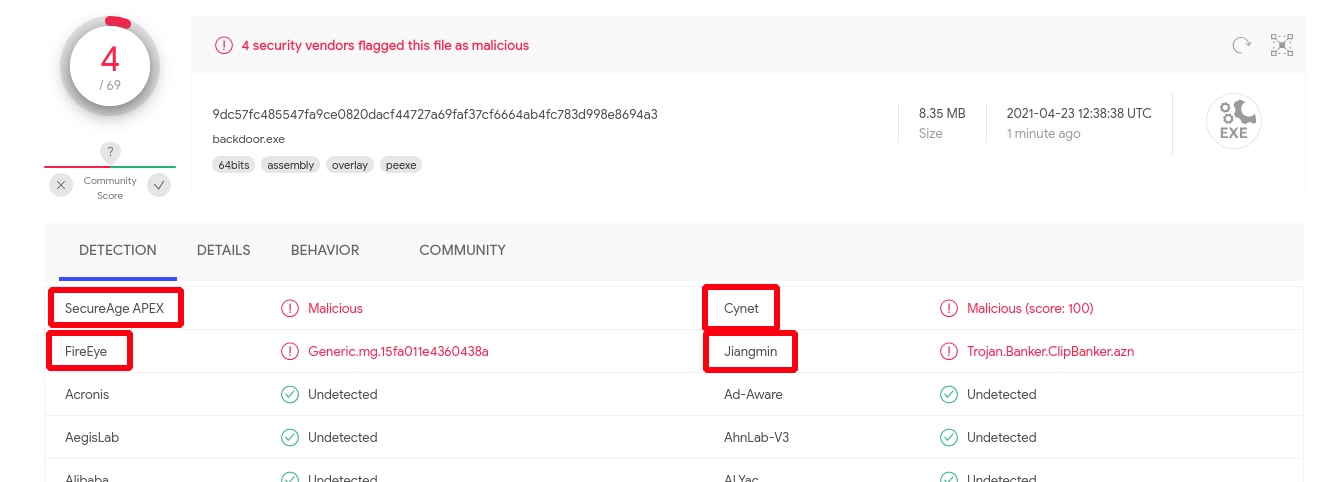 4
/ 69
?
Community
Score
4 security vendors flagged this file as malicious
9dc57fc485547fa9ce0820dacf44727a69faf37cf6664ab4fc783d998e8694a3
backdoor.exe
64bits assembly overlay peexe
8.35 MB
Size
2021-04-23 12:38:38 UTC
1 minute ago
EXE
DETECTION DETAILS BEHAVIOR COMMUNITY
SecureAge APEX Malicious Cynet Malicious (score: 100)
FireEye Generic.mg.15fa011e4360438a Jiangmin Trojan.Banker.ClipBanker.azn
Acronis Undetected Ad-Aware Undetected
AegisLab Undetected AhnLab-V3 Undetected
Alibaba Undetected ALYac Undetected